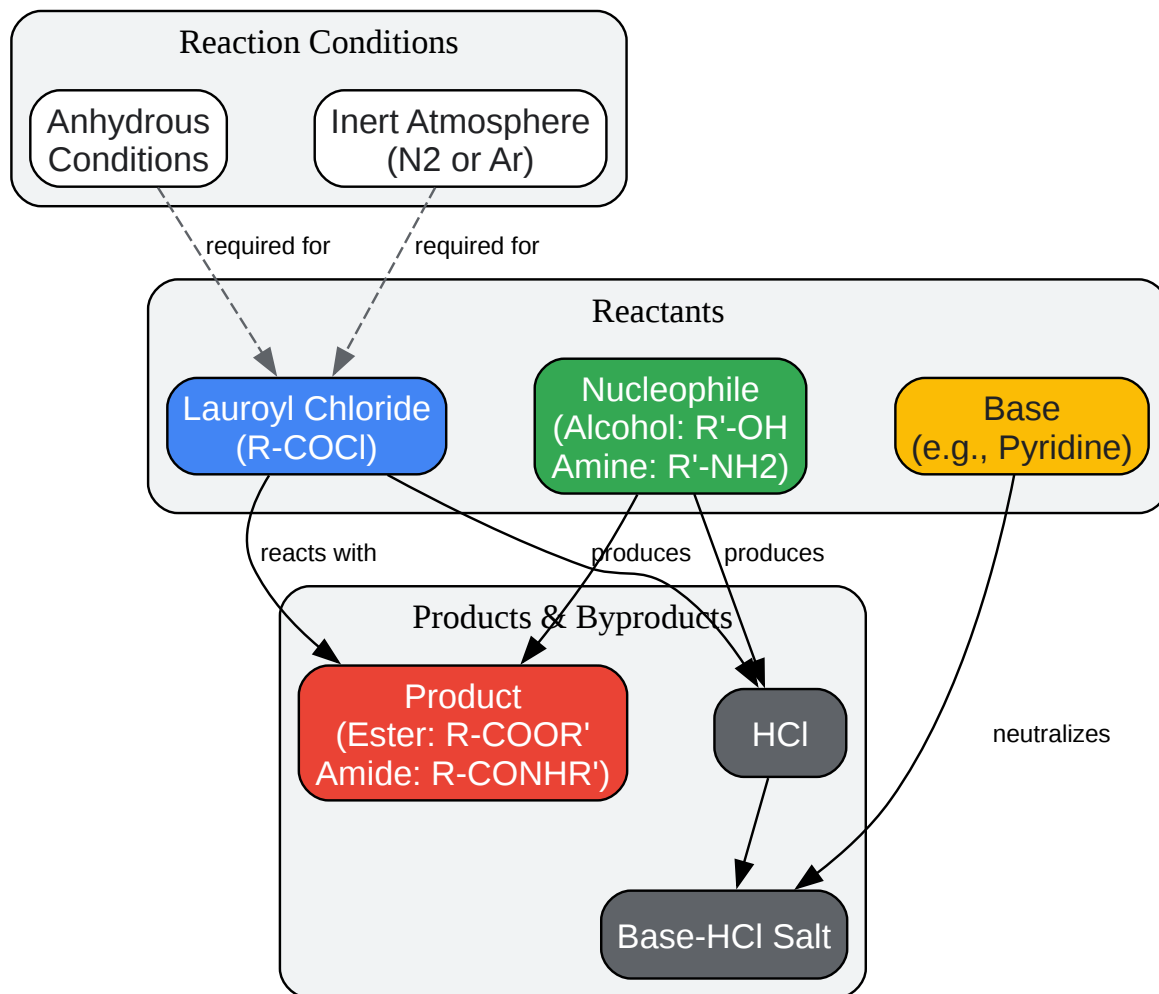 Reaction Conditions
Anhydrous
Conditions
Inert Atmosphere
(N2 or Ar)
required for
required for
Reactants
Lauroyl Chloride
(R-COCl)
Nucleophile
(Alcohol: R'-OH
Amine: R'-NH2)
Base
(e.g., Pyridine)
reacts with
produces
produces
Products & Byproducts
Product
(Ester: R-COOR'
Amide: R-CONHR')
HCl
neutralizes
Base-HCl Salt